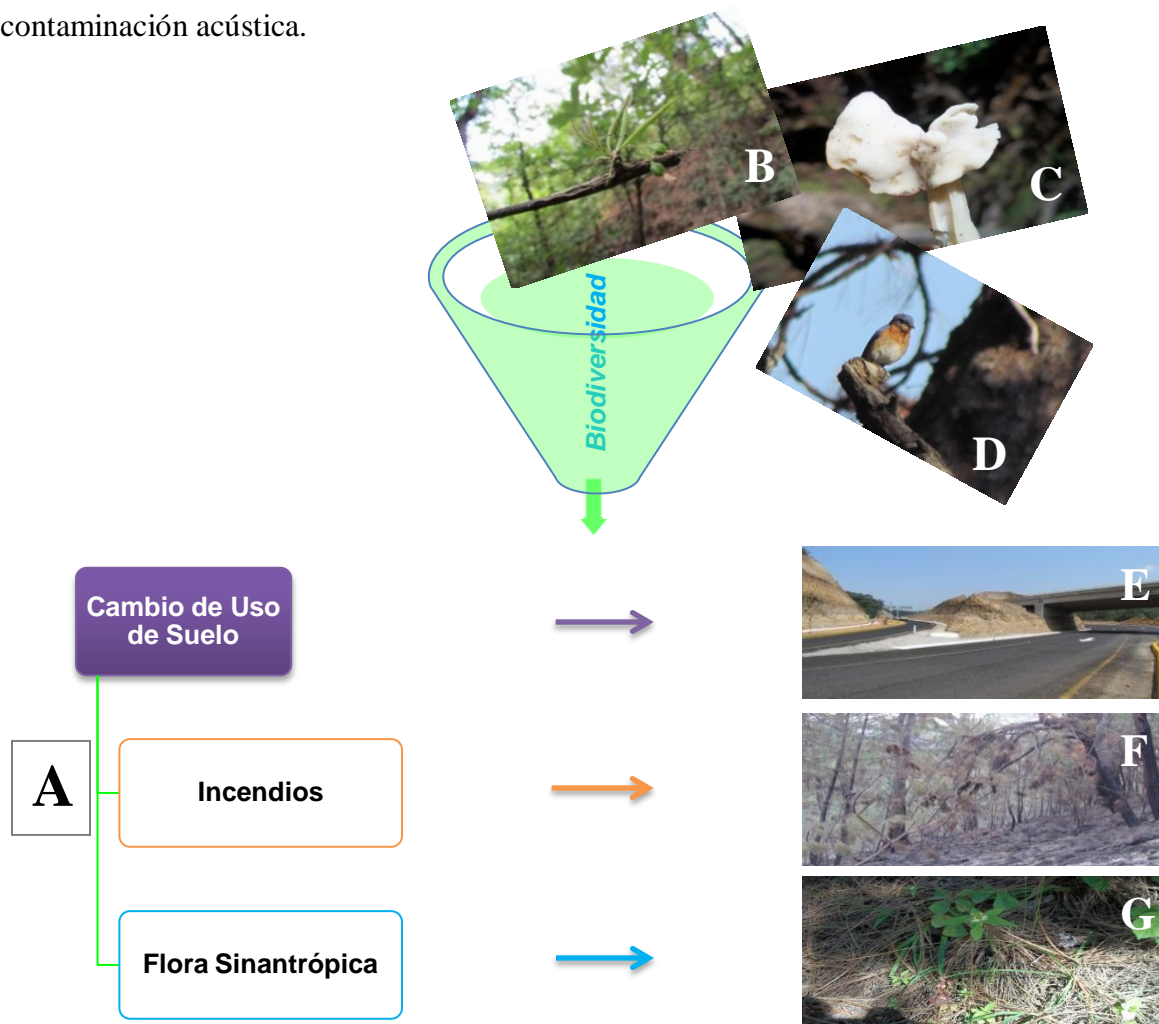 contaminación acústica.
B
C
Biodiversidad
D
Cambio de Uso
de Suelo
E
A
Incendios
F
Flora Sinantrópica
G